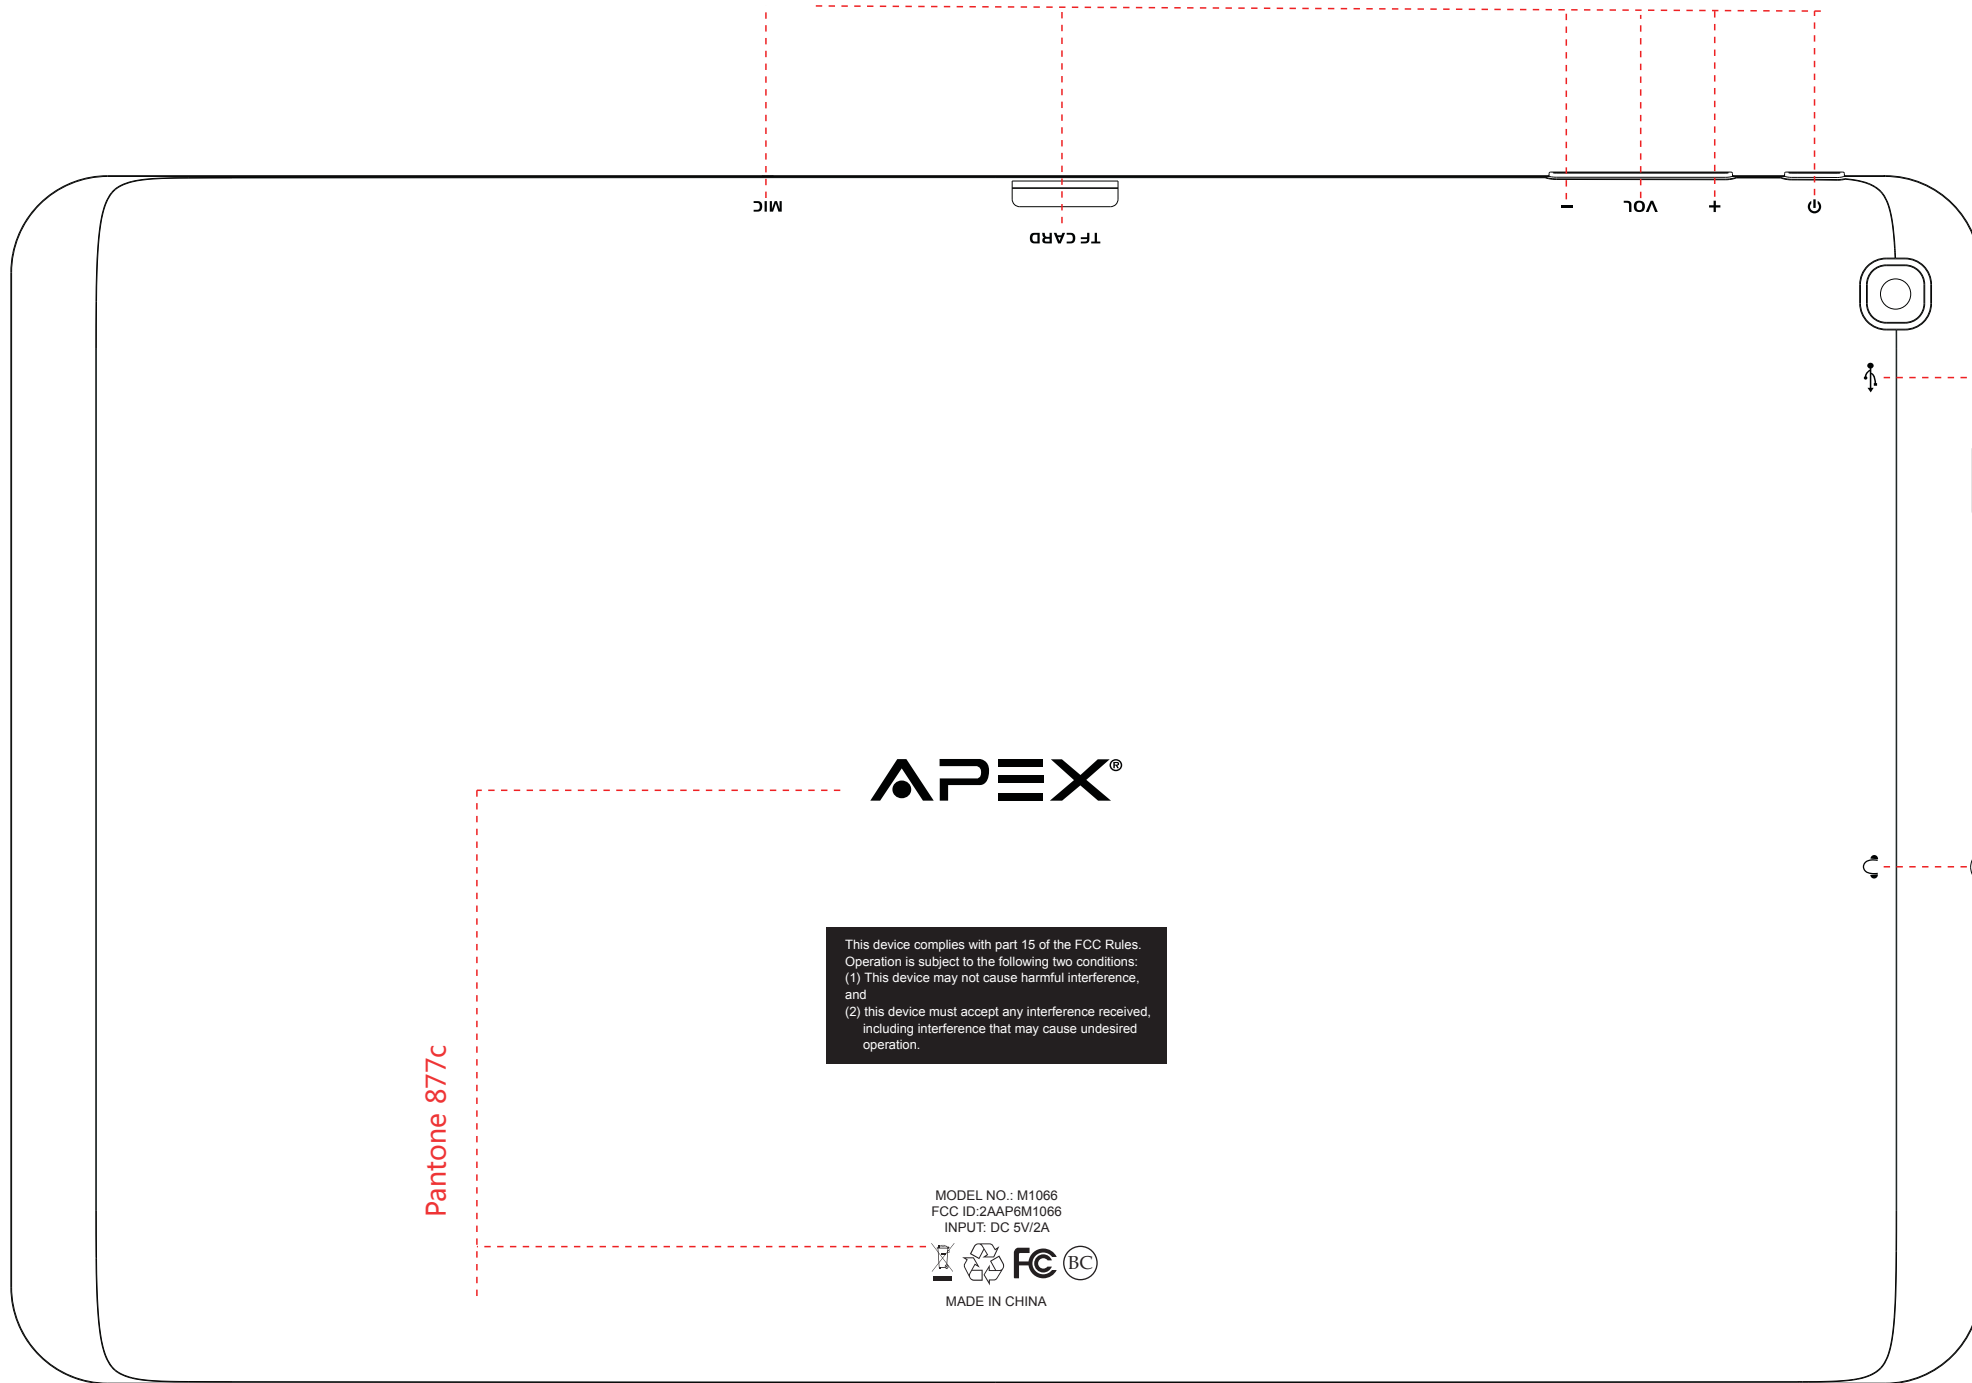 MIC
TF CARD
− VOL +
APEX®
This device complies with part 15 of the FCC Rules.
Operation is subject to the following two conditions:
(1) This device may not cause harmful interference,
and
(2) this device must accept any interference received,
including interference that may cause undesired
operation.
Pantone 877c
MODEL NO.: M1066
FCC ID:2AAP6M1066
INPUT: DC 5V/2A
FC BC
MADE IN CHINA